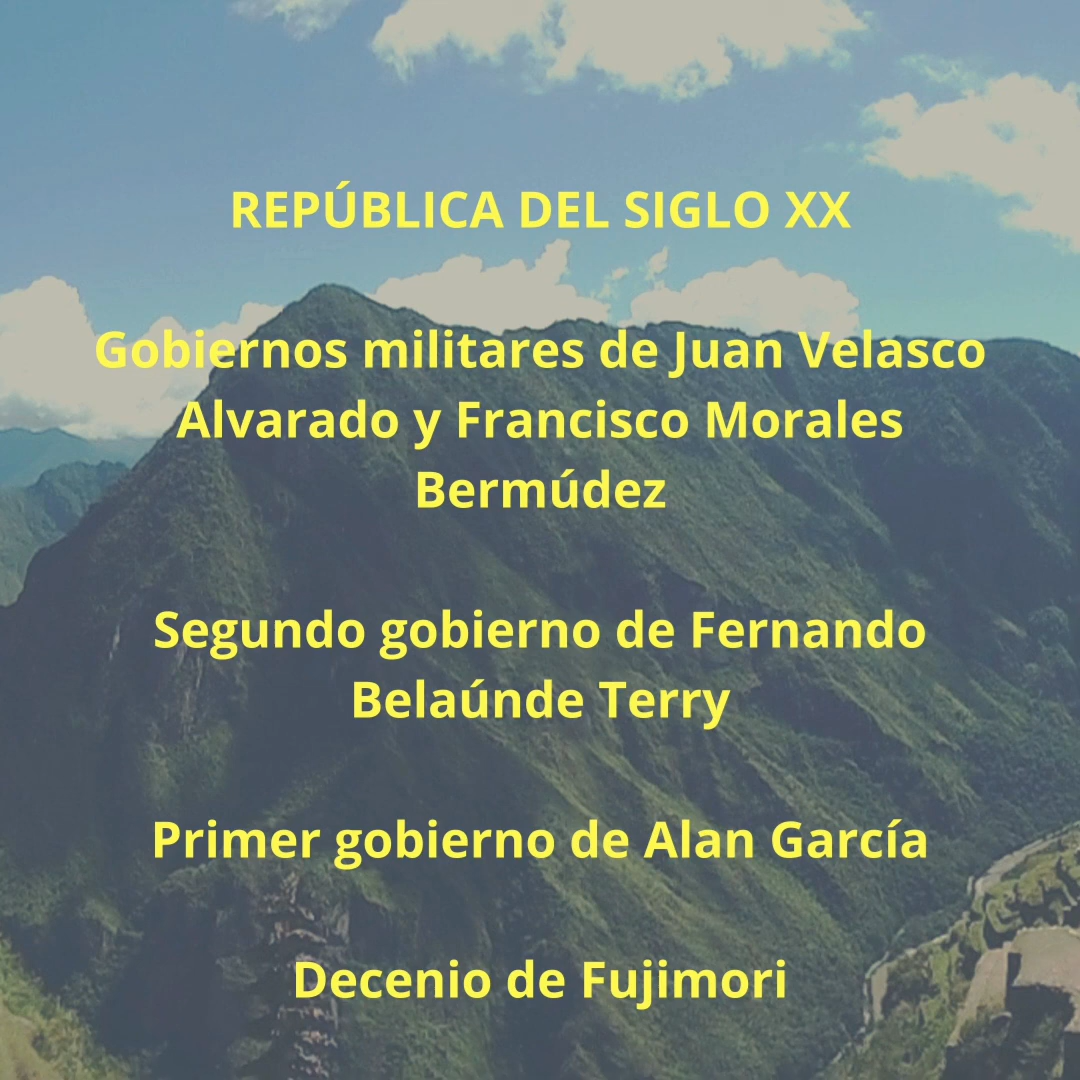 REPÚBLICA DEL SIGLO XX
Gobiernos militares de Juan Velasco
Alvarado y Francisco Morales
Bermúdez
Segundo gobierno de Fernando
Belaúnde Terry
Primer gobierno de Alan García
Decenio de Fujimori